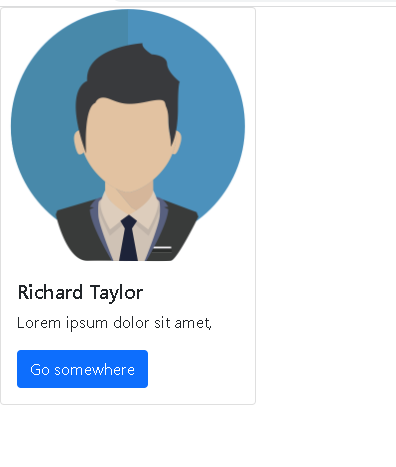 Richard Taylor
Lorem ipsum dolor sit amet,
Go somewhere